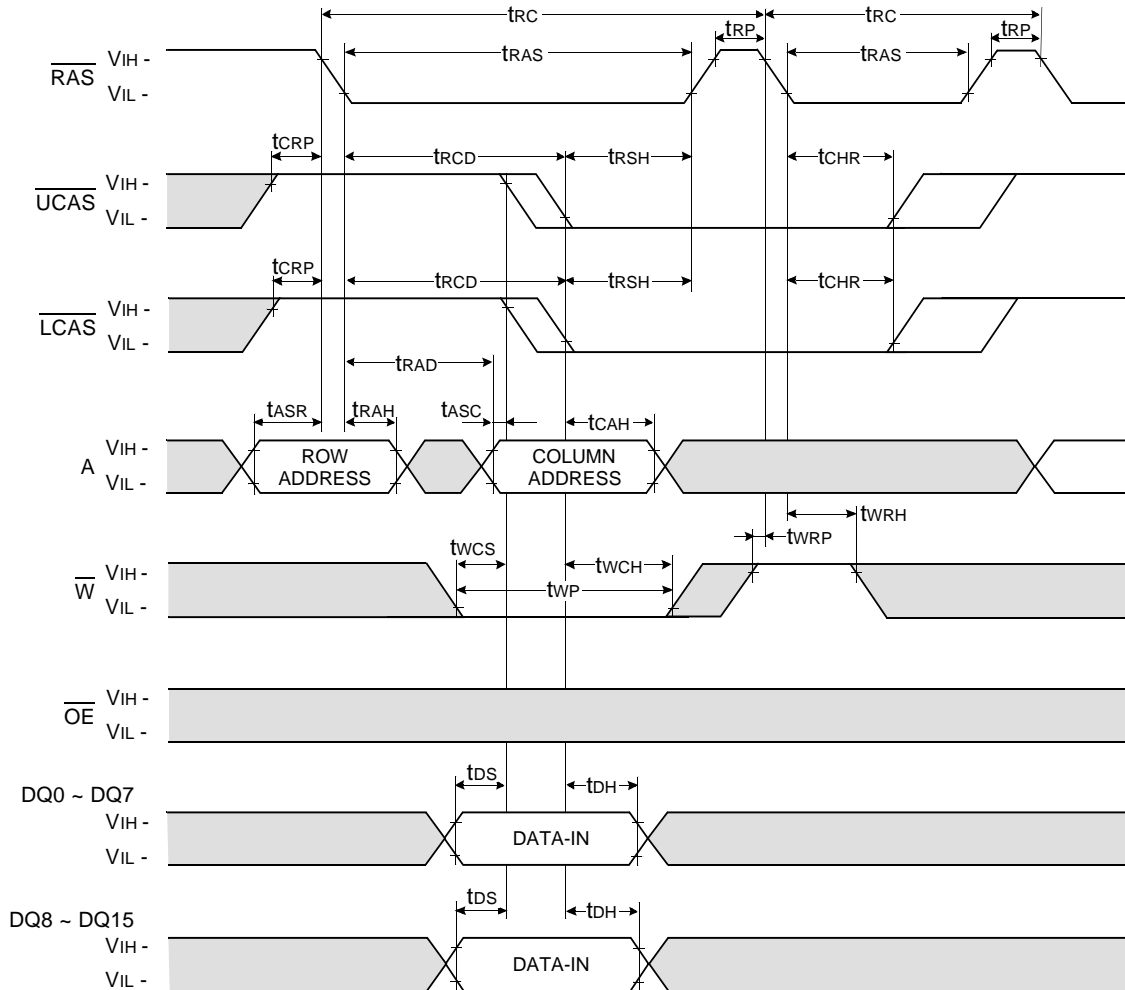 tRC tRC
tRP tRP
tRAS tRAS
RAS VIH -
VIL -
tCRP tRCD tRSH tCHR
UCAS VIH -
VIL -
tCRP tRCD tRSH tCHR
LCAS VIH -
VIL -
tRAD
tASR tRAH tASC tCAH
A VIH -
VIL -
ROW ADDRESS
COLUMN ADDRESS
tWRH
tWRP
tWCS tWCH
tWP
W VIH -
VIL -
OE VIH -
VIL -
tDS tDH
DQ0 ~ DQ7
VIH -
VIL -
DATA-IN
tDS tDH
DQ8 ~ DQ15
VIH -
VIL -
DATA-IN